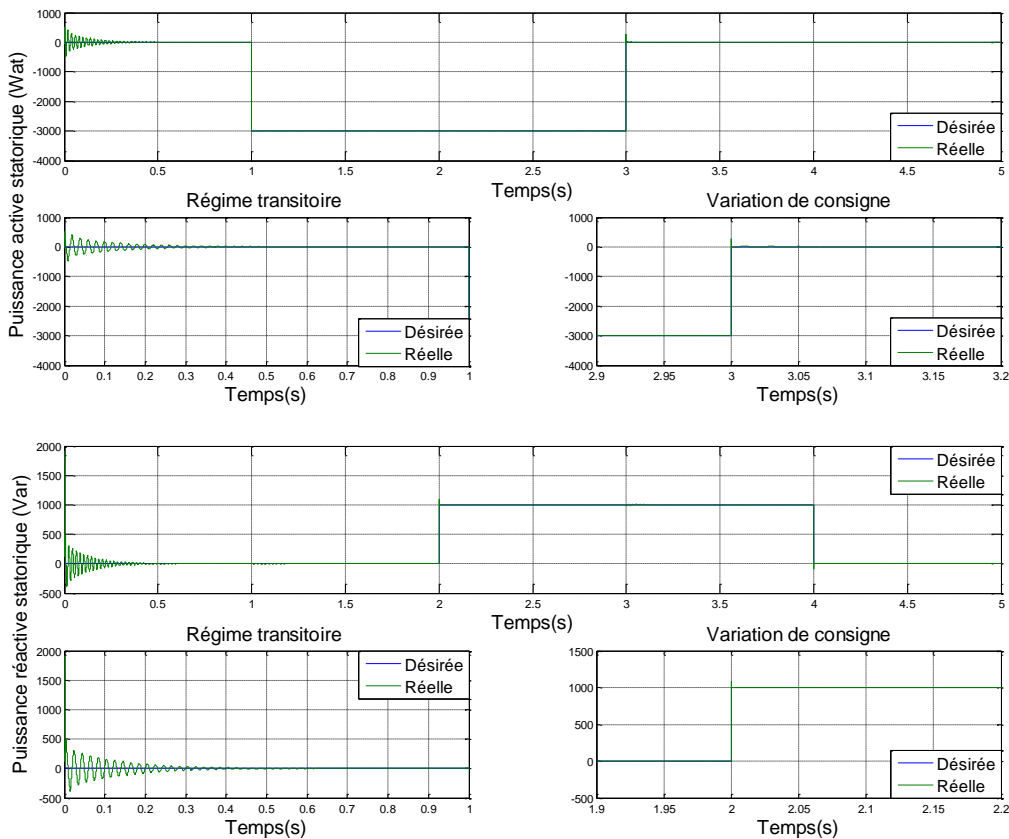 Puissance active statorique (Wat)
1000
0
-1000
-2000
-3000
-4000
0 0.5 1 1.5 2 2.5 3 3.5 4 4.5 5
Désirée
Réelle
Temps(s)
Régime transitoire
1000
0
-1000
-2000
-3000
-4000
0 0.1 0.2 0.3 0.4 0.5 0.6 0.7 0.8 0.9 1
Désirée
Réelle
Temps(s)
Variation de consigne
1000
0
-1000
-2000
-3000
-4000
2.9 2.95 3 3.05 3.1 3.15 3.2
Désirée
Réelle
Temps(s)
Puissance réactive statorique (Var)
2000
1500
1000
500
0
-500
0 0.5 1 1.5 2 2.5 3 3.5 4 4.5 5
Désirée
Réelle
Temps(s)
Régime transitoire
2000
1500
1000
500
0
-500
0 0.1 0.2 0.3 0.4 0.5 0.6 0.7 0.8 0.9 1
Désirée
Réelle
Temps(s)
Variation de consigne
1500
1000
500
0
-500
1.9 1.95 2 2.05 2.1 2.15 2.2
Désirée
Réelle
Temps(s)